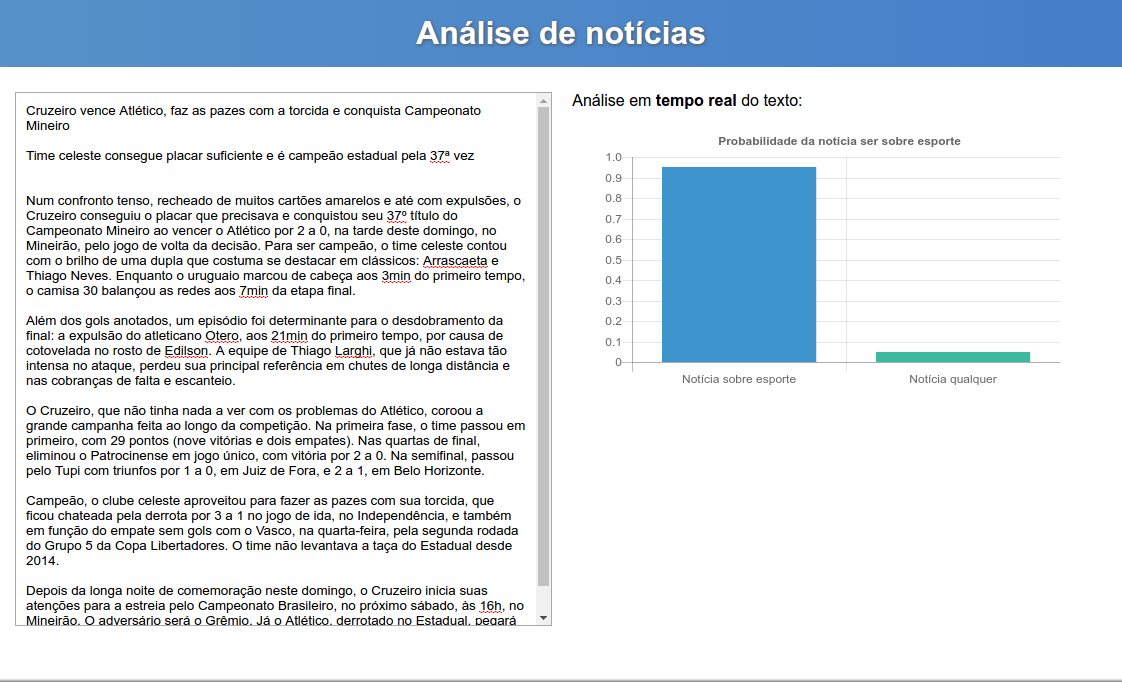 Análise de notícias
Cruzeiro vence Atlético, faz as pazes com a torcida e conquista Campeonato
Mineiro
Time celeste consegue placar suficiente e é campeão estadual pela 37ª vez
Num confronto tenso, recheado de muitos cartões amarelos e até com expulsões, o
Cruzeiro conseguiu o placar que precisava e conquistou seu 37º título do
Campeonato Mineiro ao vencer o Atlético por 2 a 0, na tarde deste domingo, no
Mineirão, pelo jogo de volta da decisão. Para ser campeão, o time celeste contou
com o brilho de uma dupla que costuma se destacar em clássicos: Arrascaeta e
Thiago Neves. Enquanto o uruguaio marcou de cabeça aos 3min do primeiro tempo,
o camisa 30 balançou as redes aos 7min da etapa final.
Além dos gols anotados, um episódio foi determinante para o desdobramento da
final: a expulsão do atleticano Otero, aos 21min do primeiro tempo, por causa de
cotovelada no rosto de Edilson. A equipe de Thiago Larghi, que já não estava tão
intensa no ataque, perdeu sua principal referência em chutes de longa distância e
nas cobranças de falta e escanteio.
O Cruzeiro, que não tinha nada a ver com os problemas do Atlético, coroou a
grande campanha feita ao longo da competição. Na primeira fase, o time passou em
primeiro, com 29 pontos (nove vitórias e dois empates). Nas quartas de final,
eliminou o Patrocinense em jogo único, com vitória por 2 a 0. Na semifinal, passou
pelo Tupi com triunfos por 1 a 0, em Juiz de Fora, e 2 a 1, em Belo Horizonte.
Campeão, o clube celeste aproveitou para fazer as pazes com sua torcida, que
ficou chateada pela derrota por 3 a 1 no jogo de ida, no Independência, e também
em função do empate sem gols com o Vasco, na quarta-feira, pela segunda rodada
do Grupo 5 da Copa Libertadores. O time não levantava a taça do Estadual desde
2014.
Depois da longa noite de comemoração neste domingo, o Cruzeiro inicia suas
atenções para a estreia pelo Campeonato Brasileiro, no próximo sábado, às 16h, no
Mineirão. O adversário será o Grêmio. Já o Atlético, derrotado no Estadual, pegará
Análise em tempo real do texto:
Probabilidade da notícia ser sobre esporte
1.0
0.9
0.8
0.7
0.6
0.5
0.4
0.3
0.2
0.1
0
Notícia sobre esporte
Notícia qualquer